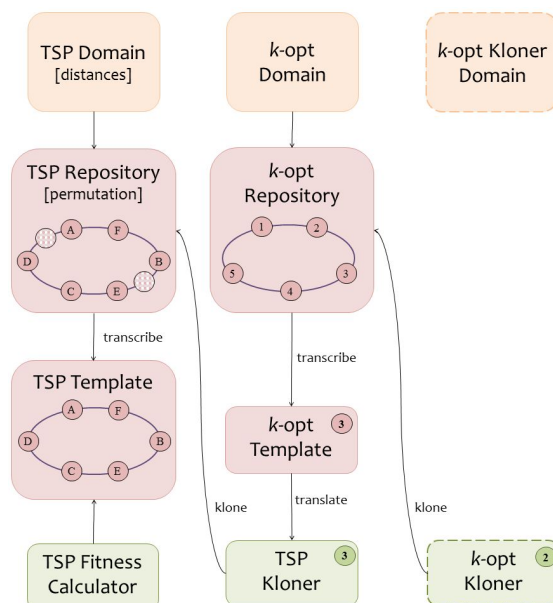 TSP Domain
[distances]
k-opt
Domain
k-opt Kloner
Domain
TSP Repository
[permutation]
A
F
D
B
C
E
k-opt
Repository
1
2
5
3
4
transcribe
transcribe
TSP Template
A
F
D
B
C
E
k-opt
Template
3
klone
translate
klone
TSP Fitness
Calculator
TSP
Kloner
3
k-opt
Kloner
2